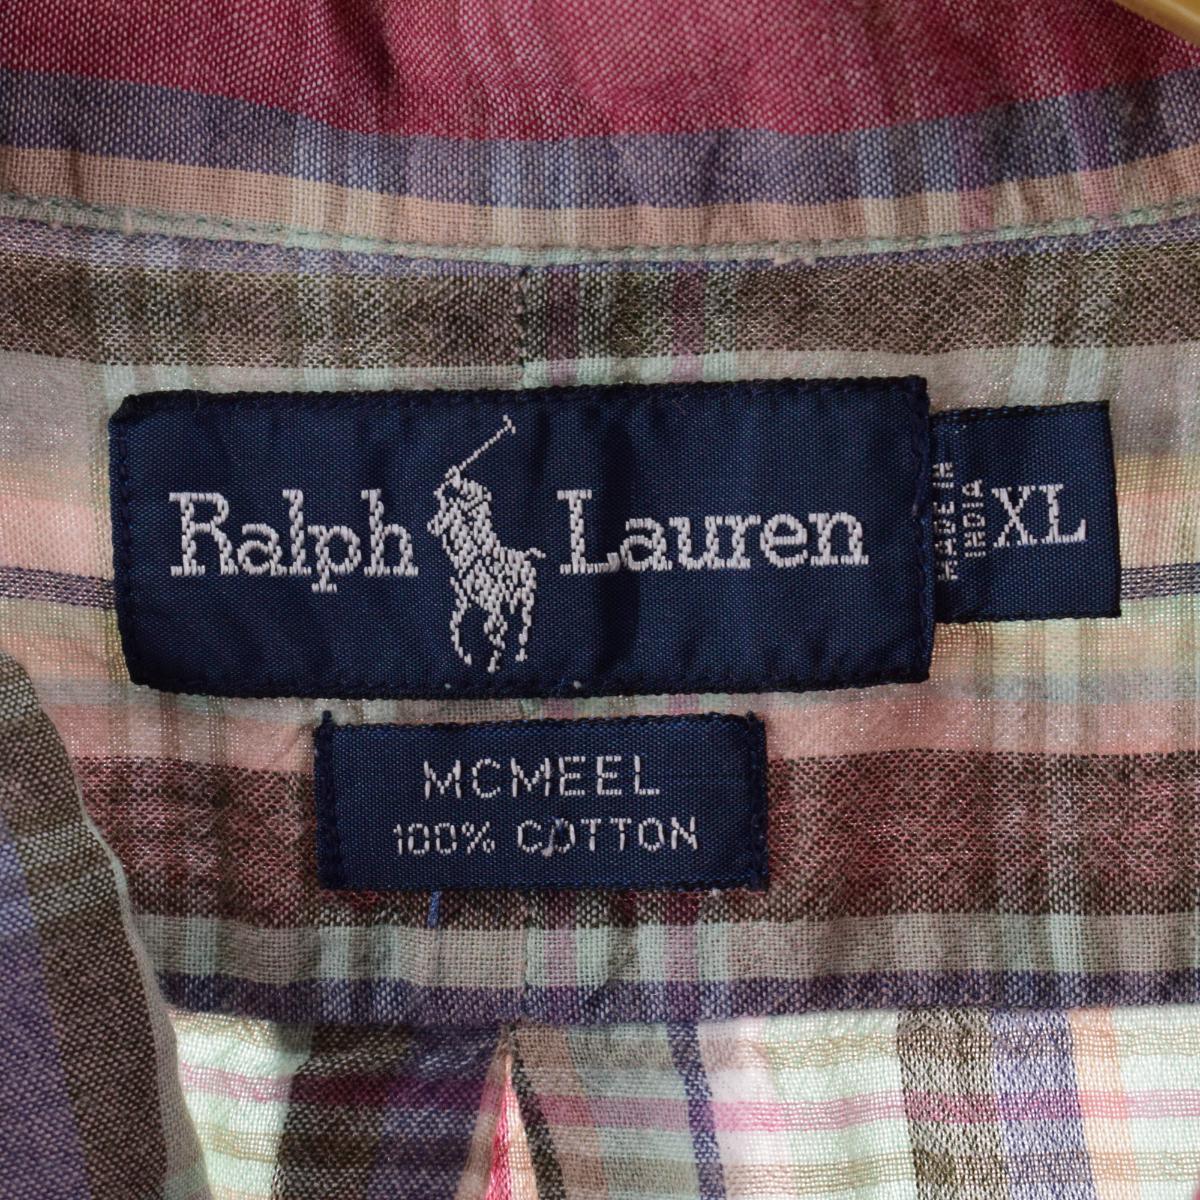 Ralph Lauren
MADE IN
INDIA
XL
MCMEEL
100% COTTON